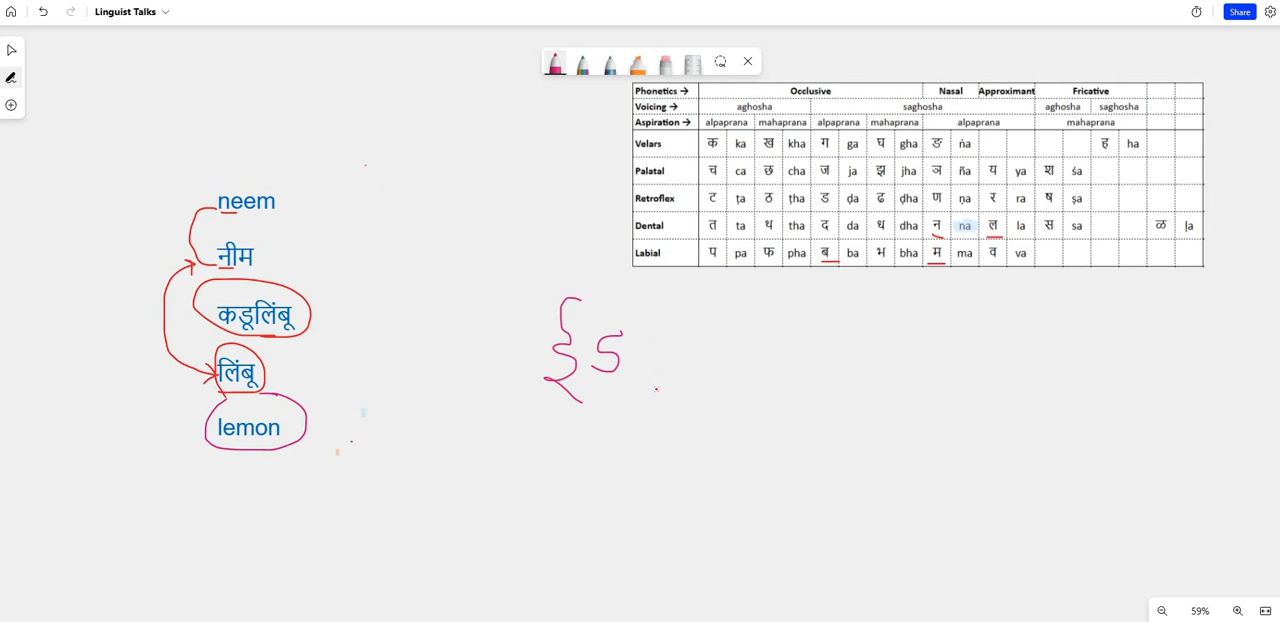 Linguist Talks
Share
Phonetics → Occlusive Nasal Approximant Fricative
Voicing → aghosha saghosha aghosha saghosha
Aspiration → alpaprana mahaprana alpaprana mahaprana alpaprana mahaprana
Velars क ka ख kha ग ga घ gha ङ ṅa ह ha
Palatal च ca छ cha ज ja झ jha ञ ña य ya श śa
Retroflex ट ṭa ठ ṭha ड ḍa ढ ḍha ण ṇa र ra ष ṣa
Dental त ta थ tha द da ध dha न na ल la स sa ळ ḷa
Labial प pa फ pha ब ba भ bha म ma व va
neem
नीम
कडूलिंबू
लिंबू
lemon
5
59%